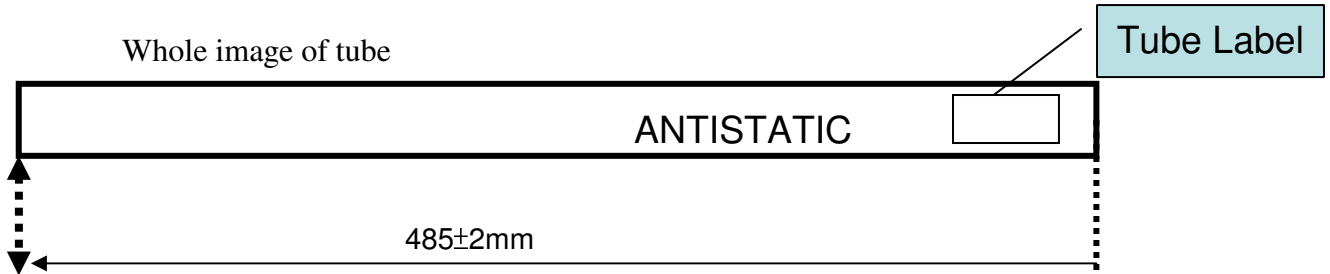 Tube Label
Whole image of tube
ANTISTATIC
485±2mm